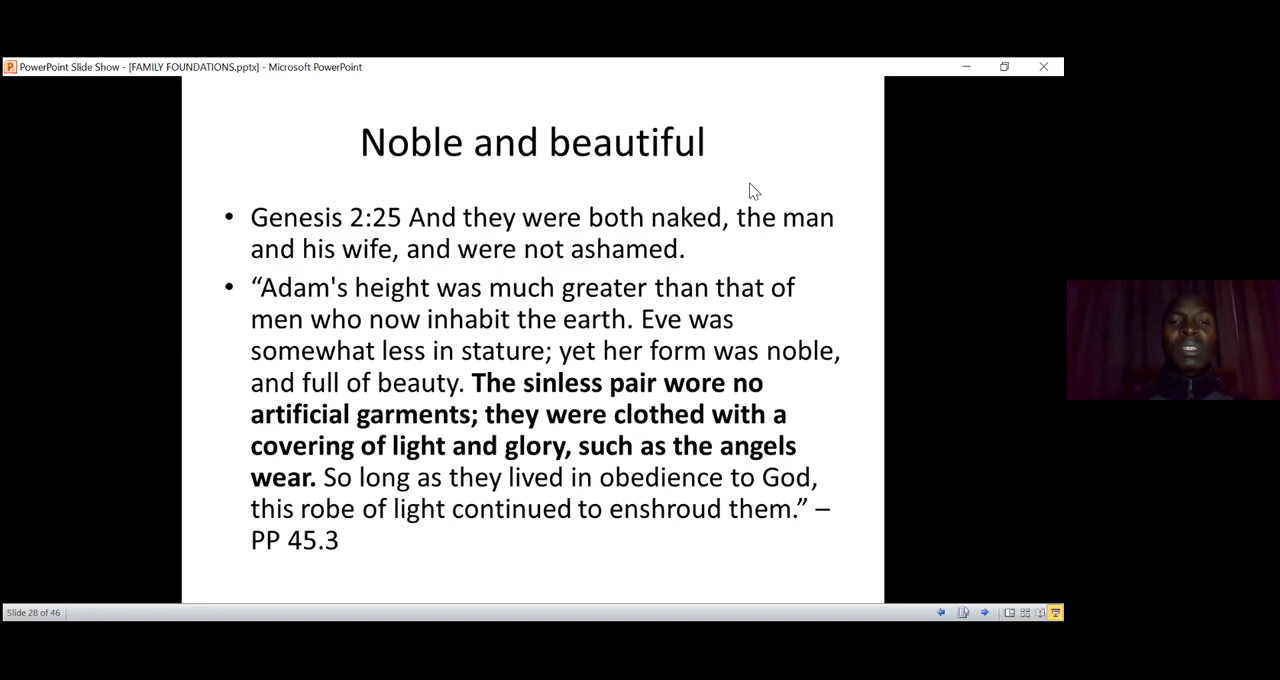 PowerPoint Slide Show - [FAMILY FOUNDATIONS.pptx] - Microsoft PowerPoint
Noble and beautiful
• Genesis 2:25 And they were both naked, the man
and his wife, and were not ashamed.
• “Adam's height was much greater than that of
men who now inhabit the earth. Eve was
somewhat less in stature; yet her form was noble,
and full of beauty. The sinless pair wore no
artificial garments; they were clothed with a
covering of light and glory, such as the angels
wear. So long as they lived in obedience to God,
this robe of light continued to enshroud them.” –
PP 45.3
Slide 28 of 46